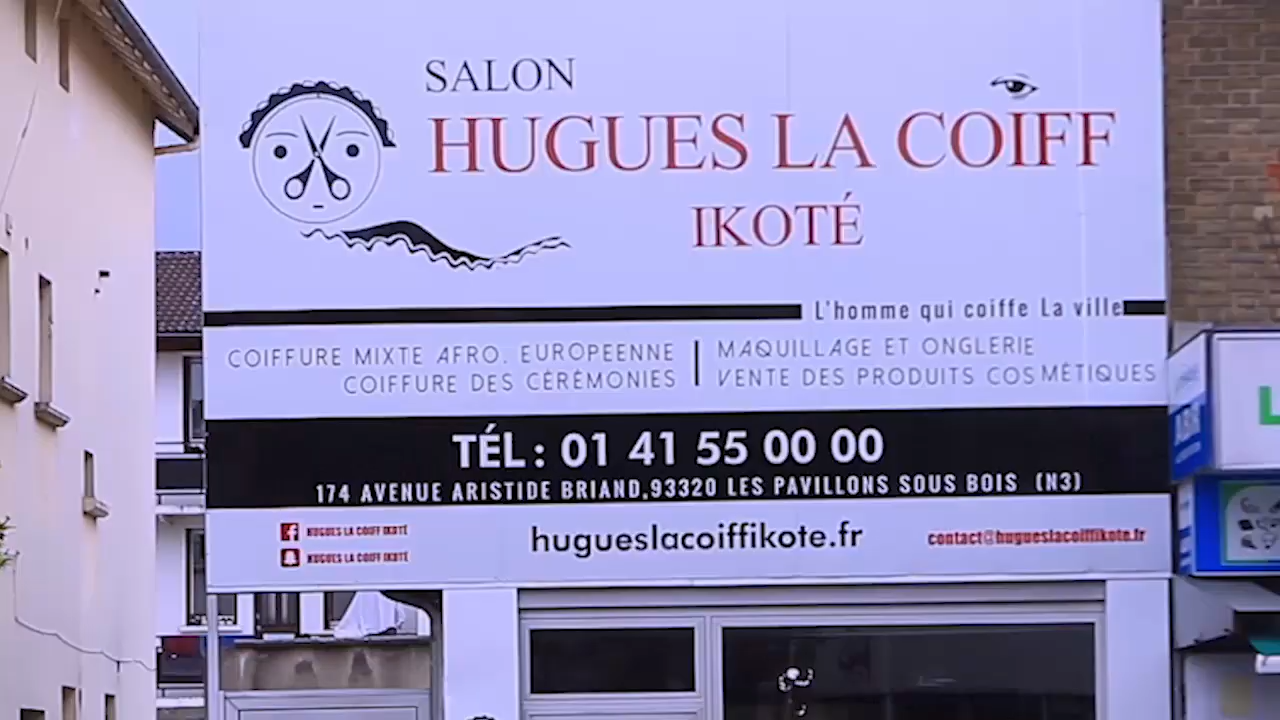 SALON
HUGUES LA COIFF
IKOTÉ
L'homme qui coiffe La ville
COIFFURE MIXTE AFRO. EUROPEENNE
COIFFURE DES CÉRÉMONIES
MAQUILLAGE ET ONGLERIE
VENTE DES PRODUITS COSMÉTIQUES
TÉL: 01 41 55 00 00
174 AVENUE ARISTIDE BRIAND,93320 LES PAVILLONS SOUS BOIS (N3)
HUGUES LA COIFF IKOTÉ
HUGUES LA COIFF IKOTÉ
hugueslacoiffikote.fr
contact@hugueslacoiffikote.fr